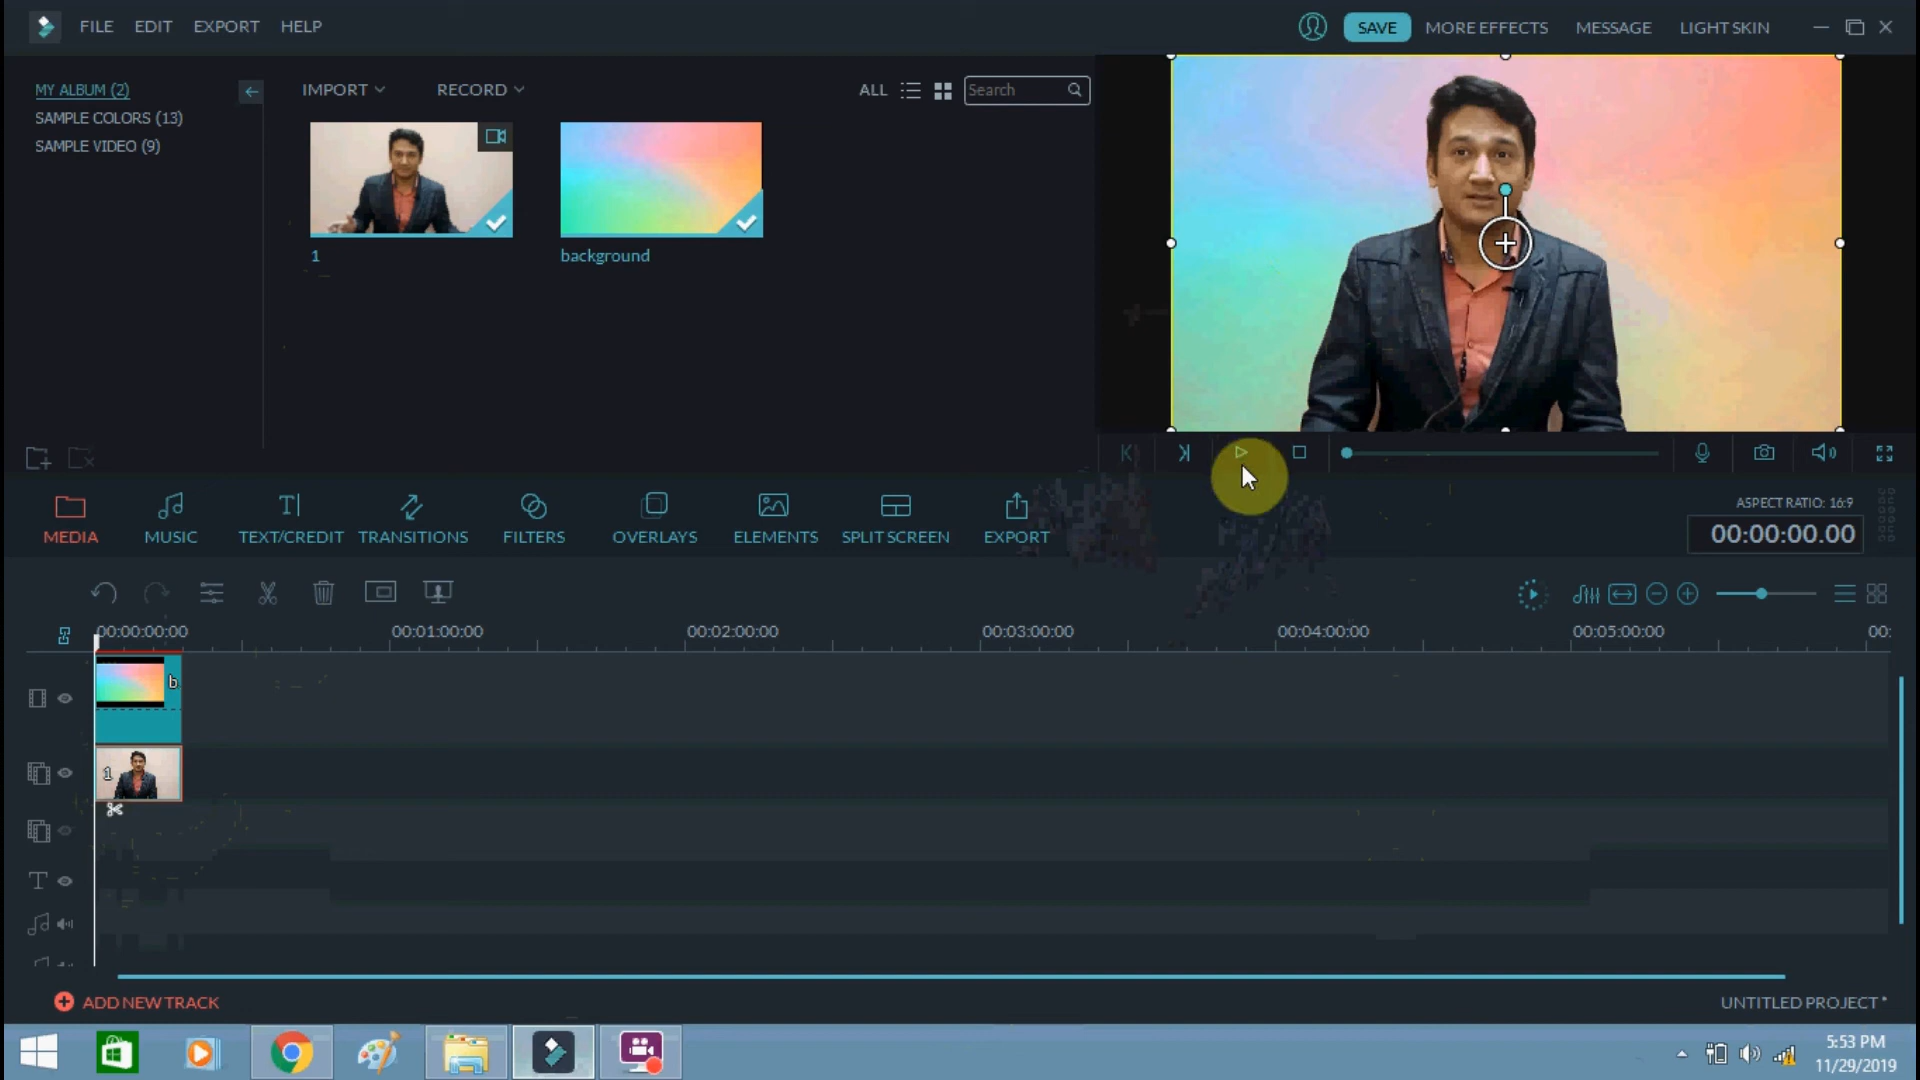 FILE EDIT EXPORT HELP
SAVE MORE EFFECTS MESSAGE LIGHT SKIN
MY ALBUM (2)
SAMPLE COLORS (13)
SAMPLE VIDEO (9)
IMPORT RECORD
ALL Search
1
background
MEDIA MUSIC TEXT/CREDIT TRANSITIONS FILTERS OVERLAYS ELEMENTS SPLIT SCREEN EXPORT
ASPECT RATIO: 16:9
00:00:00.00
00:00:00:00 00:01:00:00 00:02:00:00 00:03:00:00 00:04:00:00 00:05:00:00 00:
b
1
ADD NEW TRACK
UNTITLED PROJECT *
5:53 PM
11/29/2019